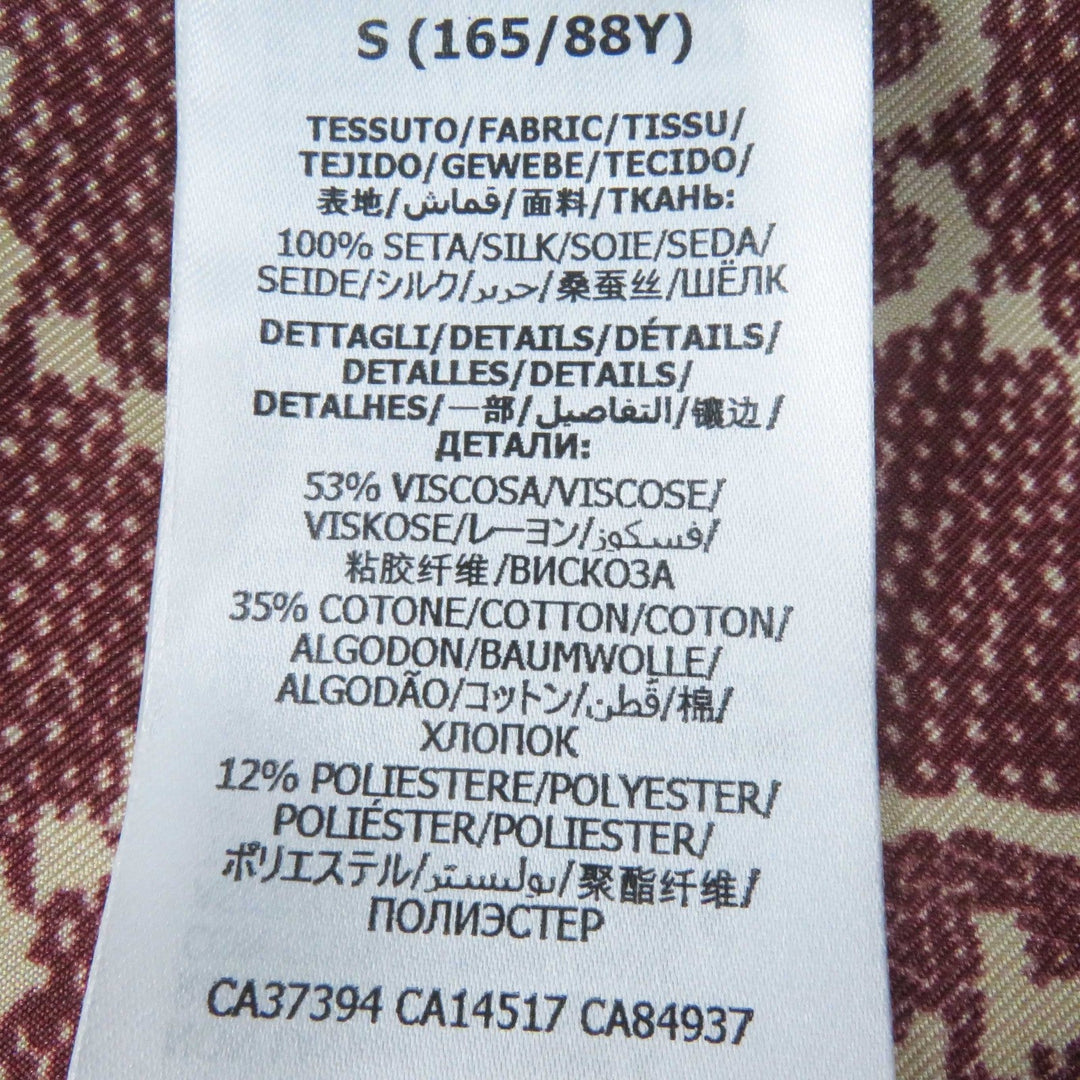 S (165/88Y)
TESSUTO/FABRIC/TISSU/
TEJIDO/GEWEBE/TECIDO/
表地/قماش/面料/ТКАНЬ:
100% SETA/SILK/SOIE/SEDA/
SEIDE/シルク/حرير/桑蚕丝/ШЁЛК
DETTAGLI/DETAILS/DÉTAILS/
DETALLES/DETAILS/
DETALHES/一部/التفاصيل/镶边/
ДЕТАЛИ:
53% VISCOSA/VISCOSE/
VISKOSE/レーヨン/فسكوز/
粘胶纤维/ВИСКОЗА
35% COTONE/COTTON/COTON/
ALGODON/BAUMWOLLE/
ALGODÃO/コットン/قطن/棉/
ХЛОПОК
12% POLIESTERE/POLYESTER/
POLIÉSTER/POLIESTER/
ポリエステル/بوليستر/聚酯纤维/
ПОЛИЭСТЕР
CA37394 CA14517 CA84937